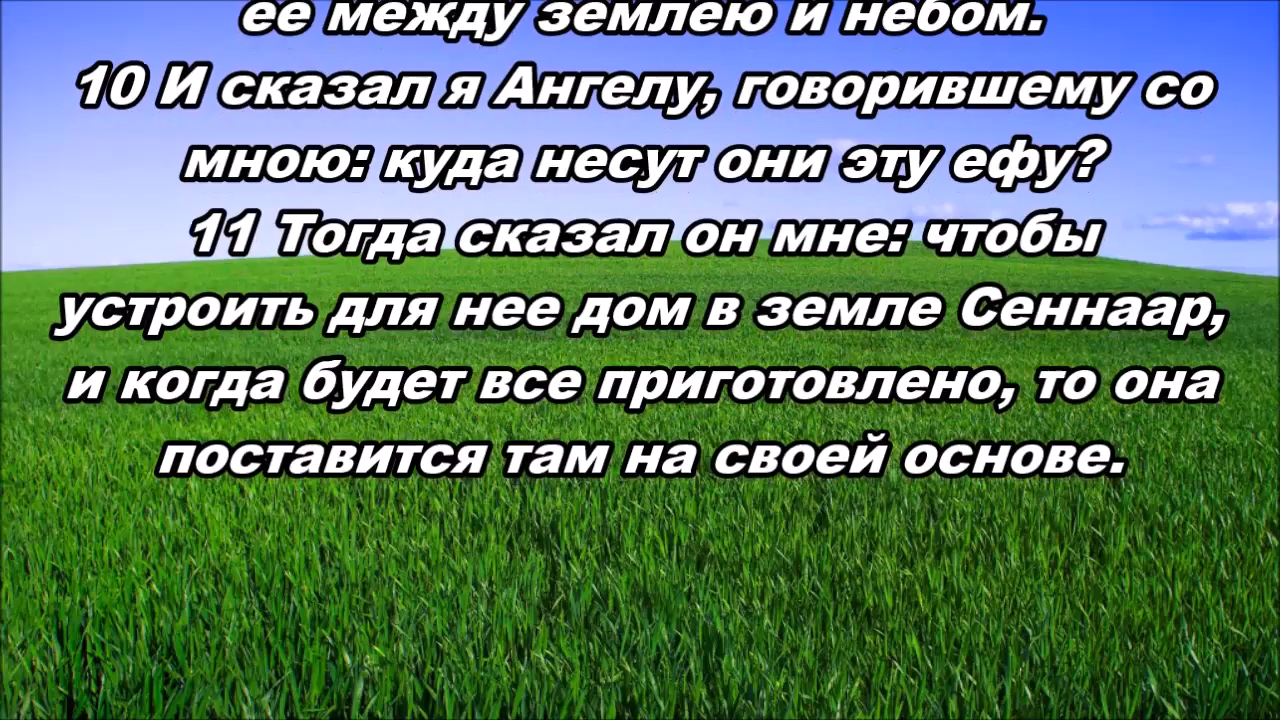 ее между землею и небом.
10 И сказал я Ангелу, говорившему со
мною: куда несут они эту ефу?
11 Тогда сказал он мне: чтобы
устроить для нее дом в земле Сеннаар,
и когда будет все приготовлено, то она
поставится там на своей основе.